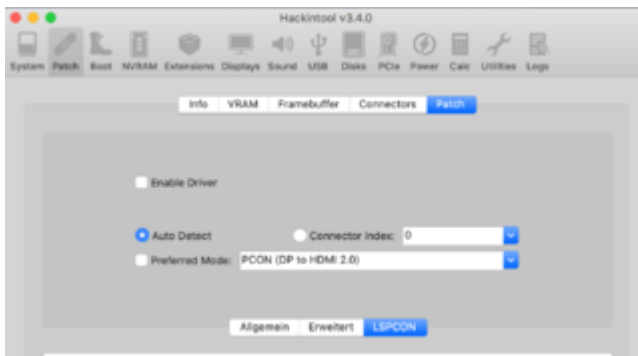 Hackintool v3.4.0
System Patch Boot NVRAM Extensions Displays Sound USB Disks PCIe Power Calc Utilities Logs
Info VRAM Framebuffer Connectors Patch
Enable Driver
Auto Detect Connector Index: 0
Preferred Mode: PCON (DP to HDMI 2.0)
Allgemein Erweitert LSPCON